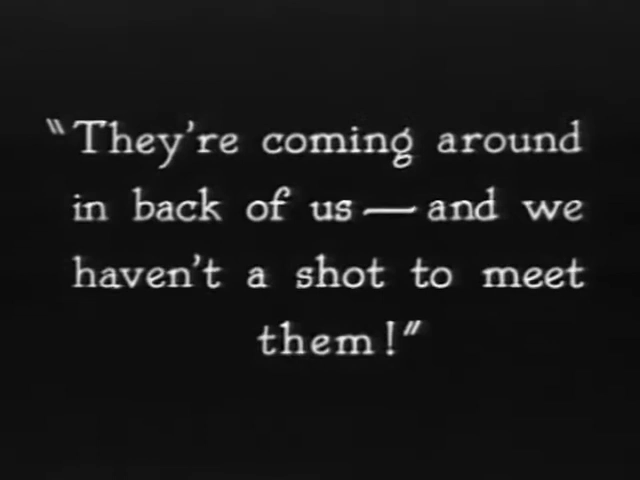 "They're coming around
in back of us — and we
haven't a shot to meet
them!"